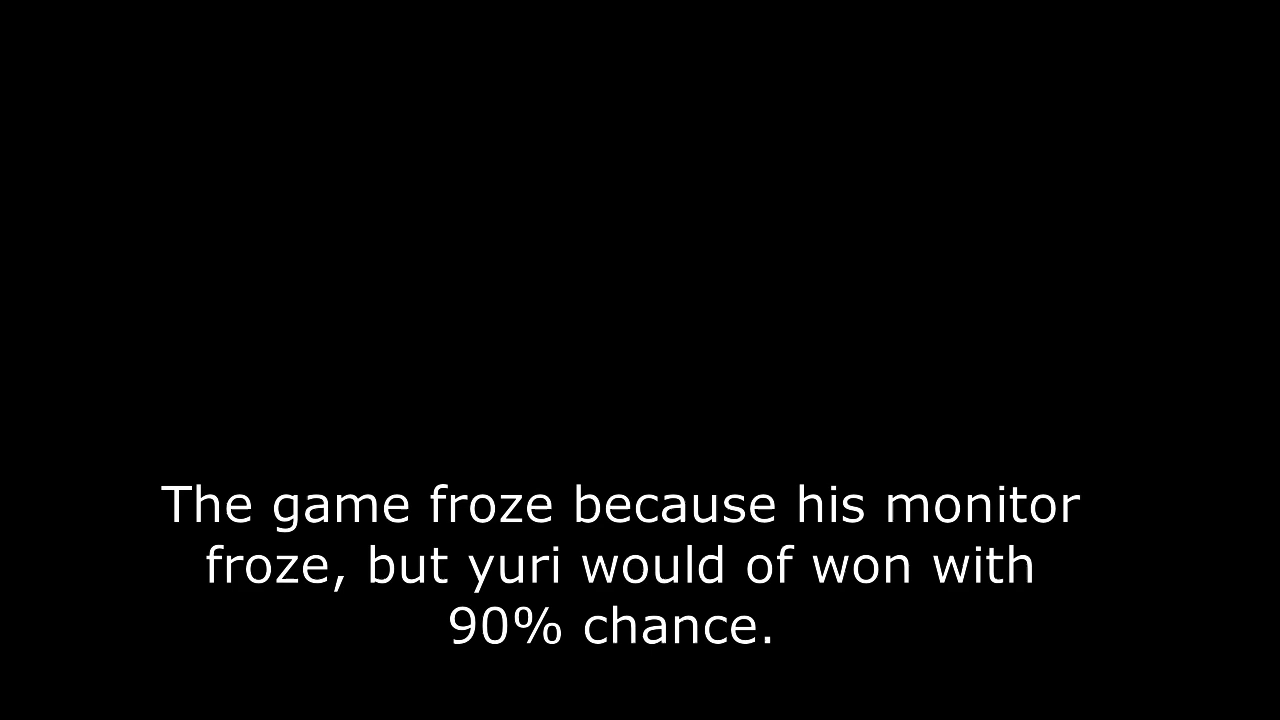 The game froze because his monitor
froze, but yuri would of won with
90% chance.